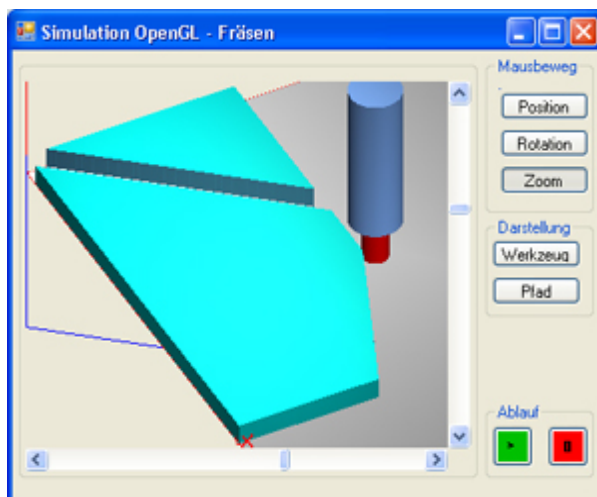 Simulation OpenGL - Fräsen
Mausbeweg
Position
Rotation
Zoom
Darstellung
Werkzeug
Pfad
Ablauf